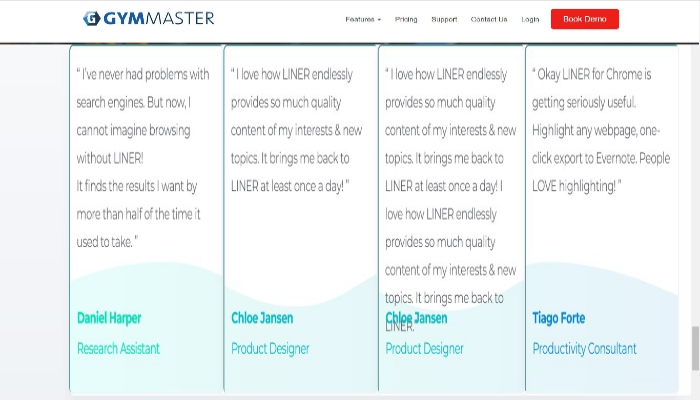 GYMMASTER
Features Pricing Support Contact Us Login Book Demo
“ I've never had problems with
search engines. But now, I
cannot imagine browsing
without LINER!
It finds the results I want by
more than half of the time it
used to take. ”
Daniel Harper
Research Assistant
“ I love how LINER endlessly
provides so much quality
content of my interests & new
topics. It brings me back to
LINER at least once a day! ”
Chloe Jansen
Product Designer
“ I love how LINER endlessly
provides so much quality
content of my interests & new
topics. It brings me back to
LINER at least once a day! I
love how LINER endlessly
provides so much quality
content of my interests & new
topics. It brings me back to
LINER. ”
Chloe Jansen
Product Designer
“ Okay LINER for Chrome is
getting seriously useful.
Highlight any webpage, one-
click export to Evernote. People
LOVE highlighting! ”
Tiago Forte
Productivity Consultant